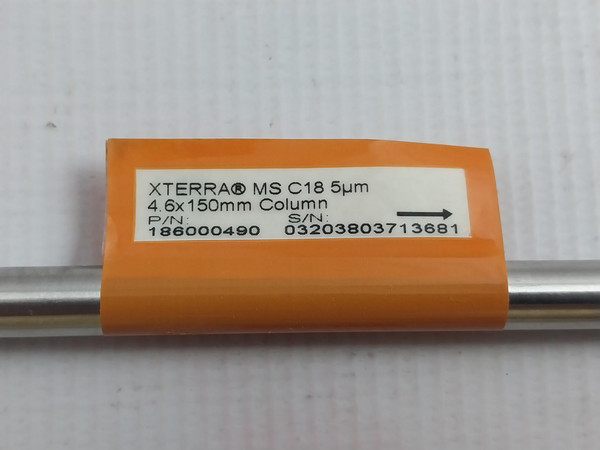 XTERRA® MS C18 5µm
4.6x150mm Column
P/N: S/N:
186000490 03203803713681